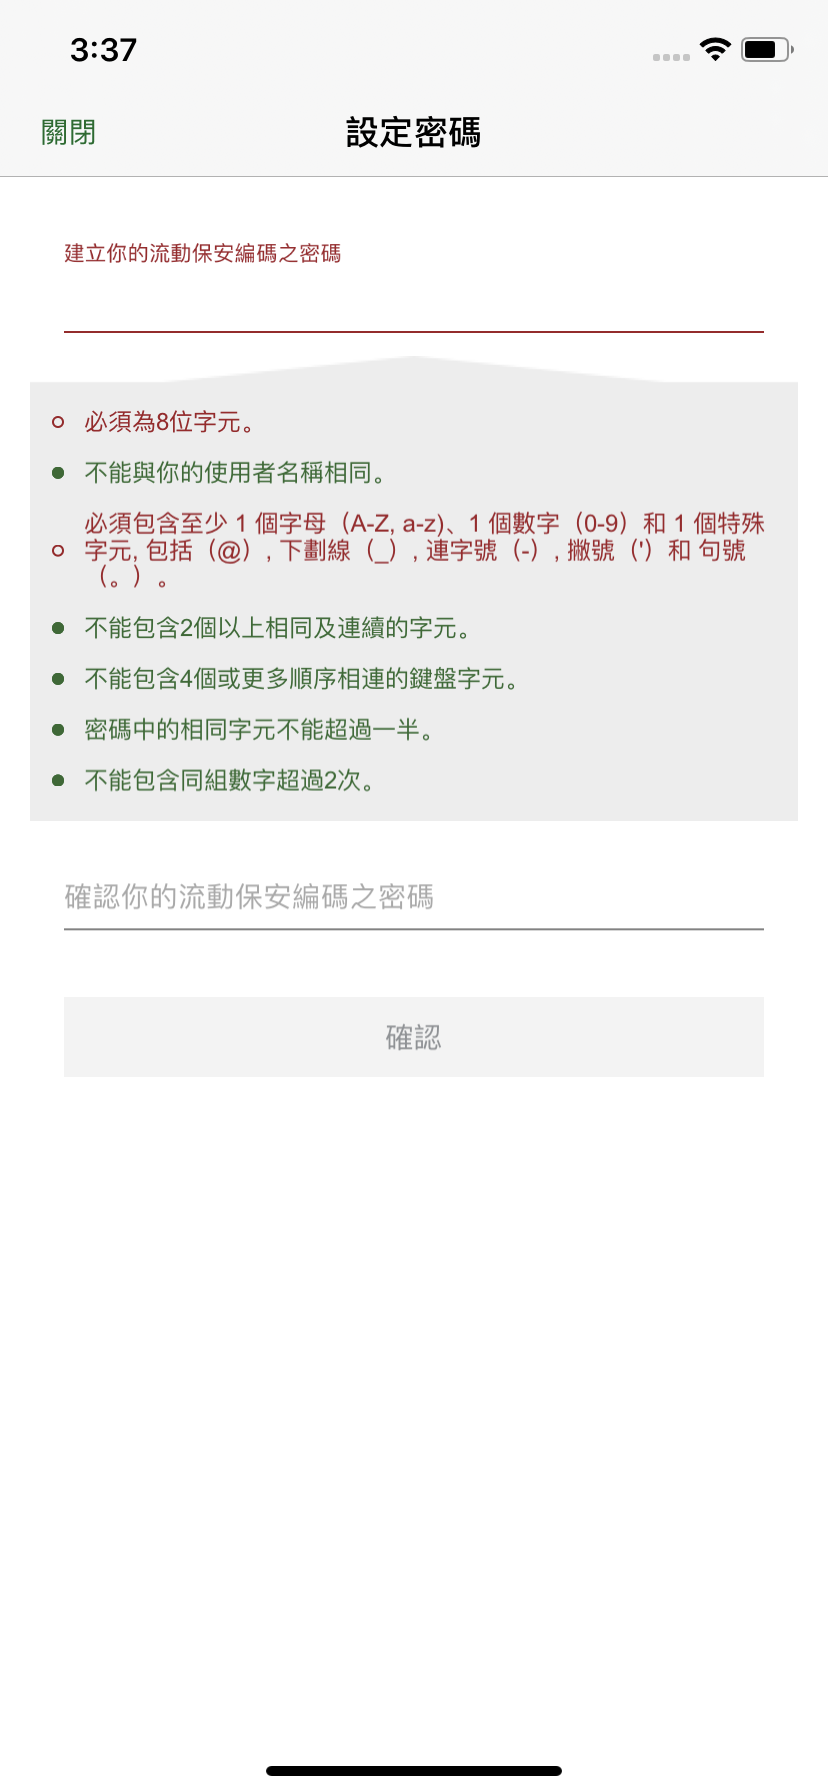 3:37
關閉
設定密碼
建立你的流動保安編碼之密碼
必須為8位字元。
不能與你的使用者名稱相同。
必須包含至少 1 個字母（A-Z, a-z)、1 個數字（0-9）和 1 個特殊
字元, 包括（@）, 下劃線（_）, 連字號（-）, 撇號（'）和 句號
（。）。
不能包含2個以上相同及連續的字元。
不能包含4個或更多順序相連的鍵盤字元。
密碼中的相同字元不能超過一半。
不能包含同組數字超過2次。
確認你的流動保安編碼之密碼
確認